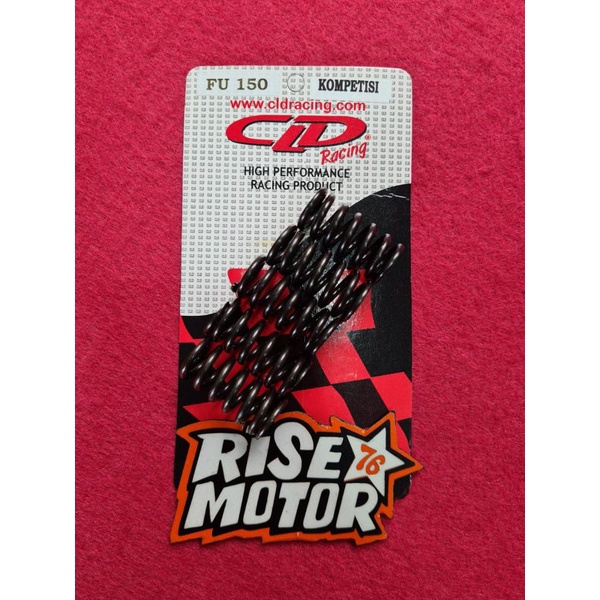 FU 150 KOMPETISI
www.cldracing.com
CLD
Racing
HIGH PERFORMANCE
RACING PRODUCT
RISE 76
MOTOR